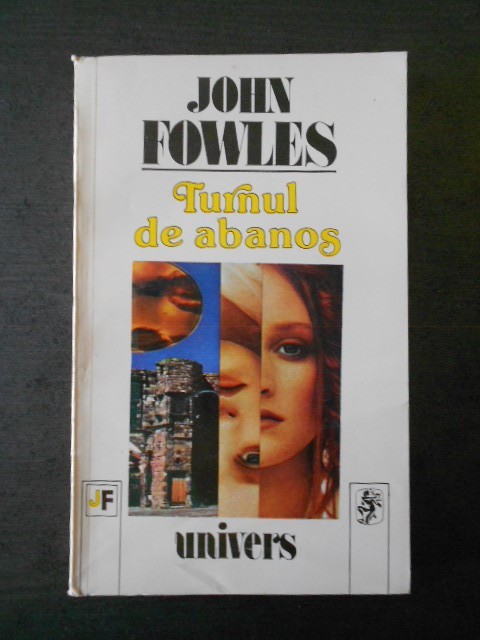 JOHN
FOWLES
Turnul
de abanos
JF
univers